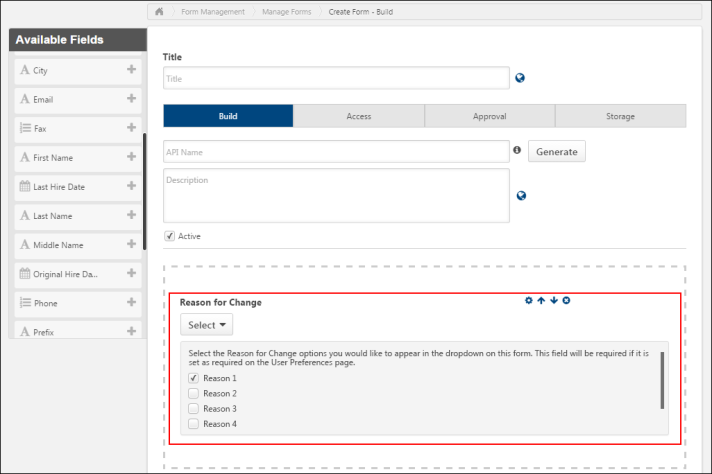 Form Management
Manage Forms
Create Form - Build
Available Fields
City
Email
Fax
First Name
Last Hire Date
Last Name
Middle Name
Original Hire Da...
Phone
Prefix
Title
Title
Build
Access
Approval
Storage
API Name
Generate
Description
Active
Reason for Change
Select
Select the Reason for Change options you would like to appear in the dropdown on this form. This field will be required if it is
set as required on the User Preferences page.
Reason 1
Reason 2
Reason 3
Reason 4